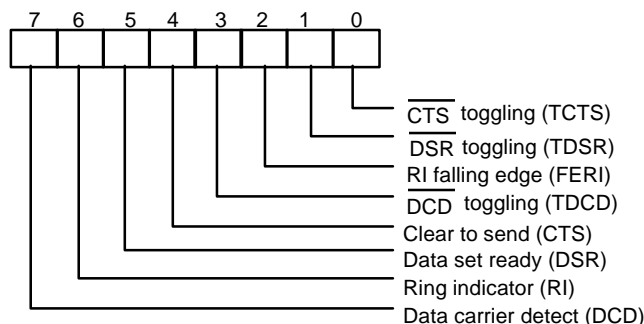 7 6 5 4 3 2 1 0
CTS toggling (TCTS)
DSR toggling (TDSR)
RI falling edge (FERI)
DCD toggling (TDCD)
Clear to send (CTS)
Data set ready (DSR)
Ring indicator (RI)
Data carrier detect (DCD)